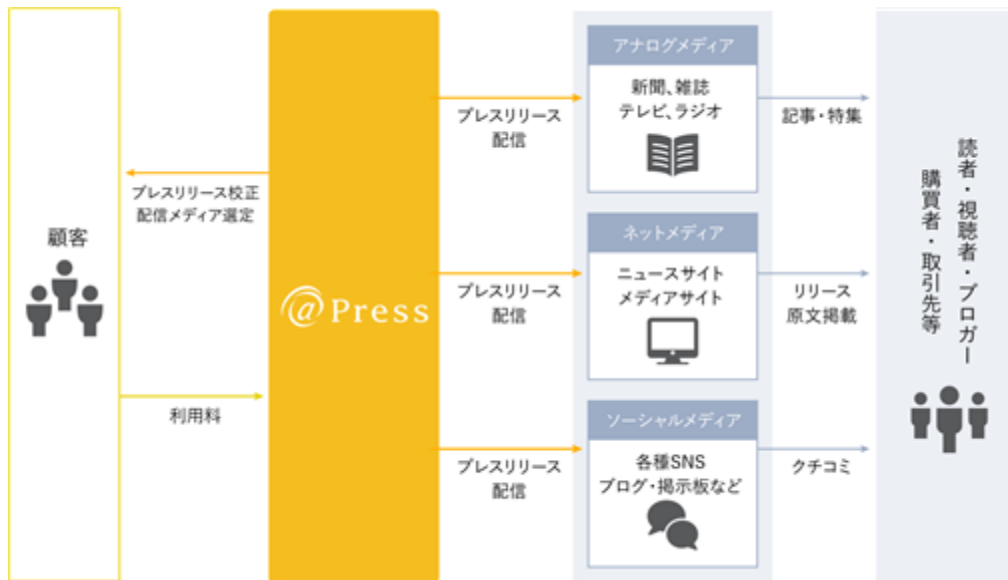 顧客
プレスリリース校正
配信メディア選定
利用料
@Press
プレスリリース
配信
プレスリリース
配信
プレスリリース
配信
アナログメディア
新聞、雑誌
テレビ、ラジオ
ネットメディア
ニュースサイト
メディアサイト
ソーシャルメディア
各種SNS
ブログ・掲示板など
記事・特集
リリース
原文掲載
クチコミ
読者・視聴者・ブロガー
購買者・取引先等